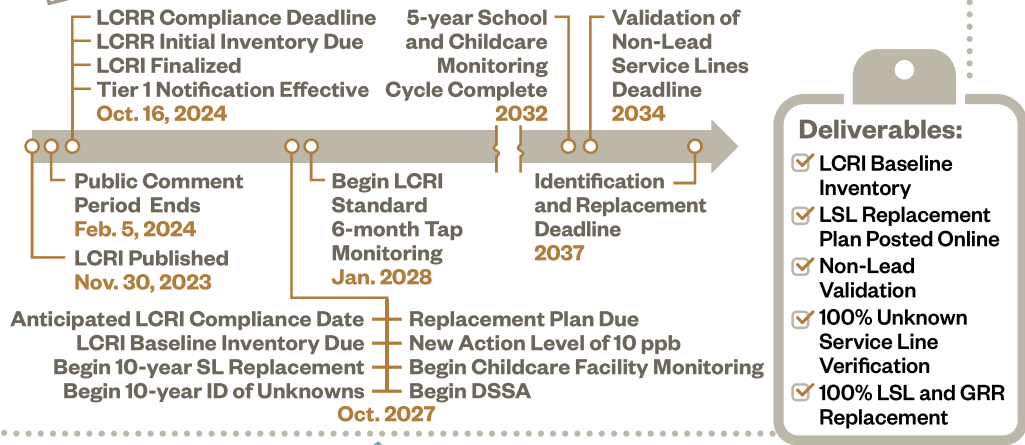 LCRR Compliance Deadline
LCRR Initial Inventory Due
LCRI Finalized
Tier 1 Notification Effective
Oct. 16, 2024
5-year School
and Childcare
Monitoring
Cycle Complete
2032
Validation of
Non-Lead
Service Lines
Deadline
2034
Public Comment
Period Ends
Feb. 5, 2024
LCRI Published
Nov. 30, 2023
Begin LCRI
Standard
6-month Tap
Monitoring
Jan. 2028
Identification
and Replacement
Deadline
2037
Anticipated LCRI Compliance Date
LCRI Baseline Inventory Due
Begin 10-year SL Replacement
Begin 10-year ID of Unknowns
Replacement Plan Due
New Action Level of 10 ppb
Begin Childcare Facility Monitoring
Begin DSSA
Oct. 2027
Deliverables:
LCRI Baseline
Inventory
LSL Replacement
Plan Posted Online
Non-Lead
Validation
100% Unknown
Service Line
Verification
100% LSL and GRR
Replacement